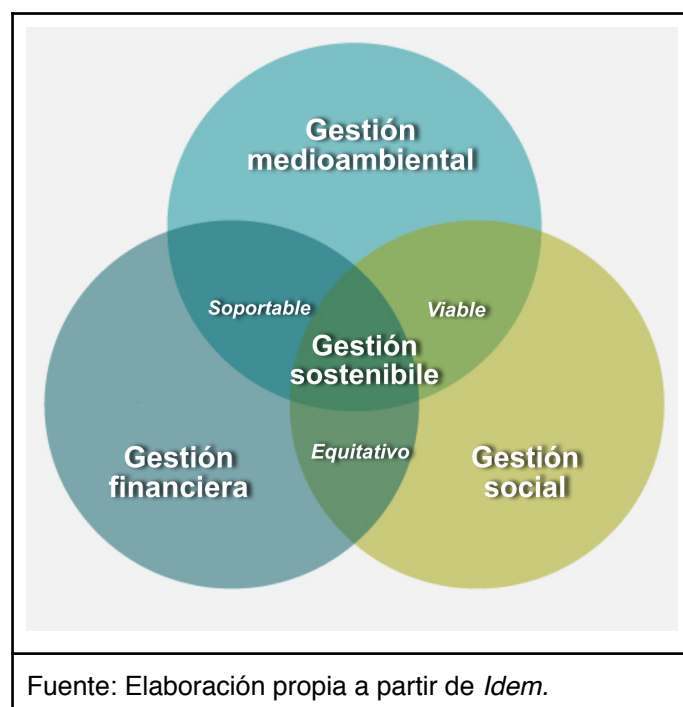 Gestión
medioambiental
Soportable
Viable
Gestión
sostenibile
Equitativo
Gestión
financiera
Gestión
social
Fuente: Elaboración propia a partir de Idem.